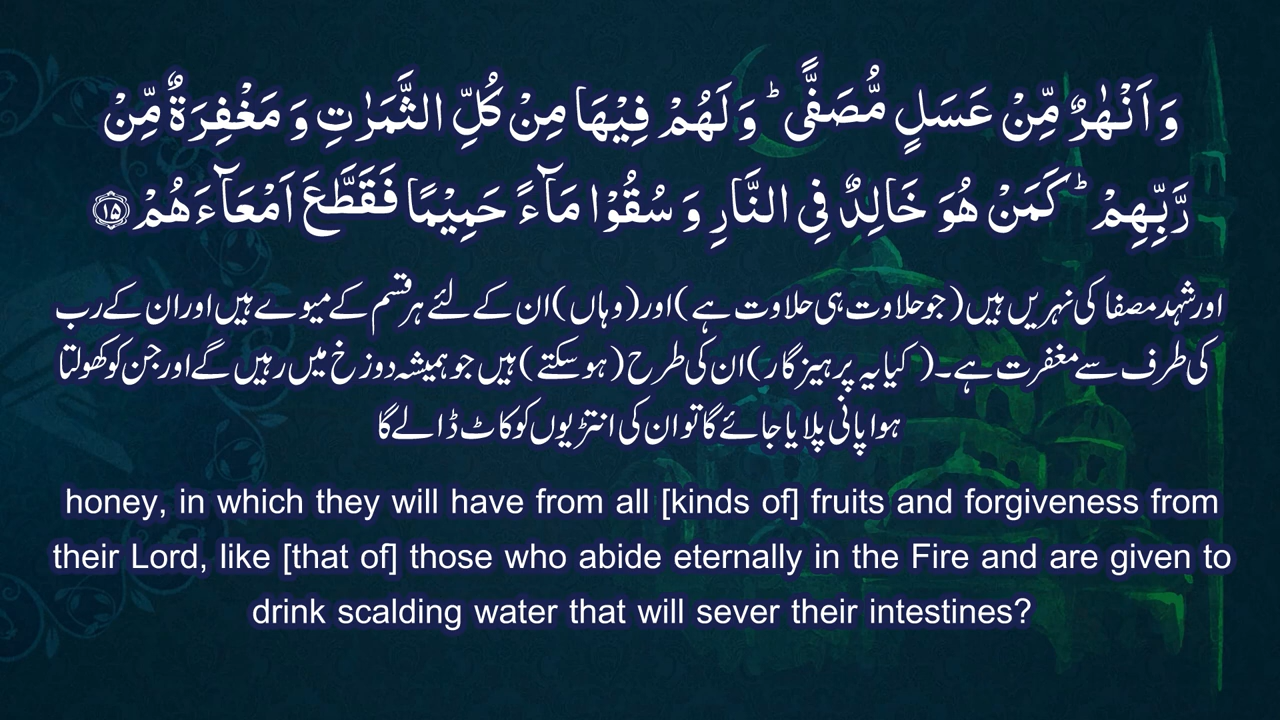 وَ اَنْهٰرٌ مِّنْ عَسَلٍ مُّصَفًّى ؕ وَ لَهُمْ فِیْهَا مِنْ كُلِّ الثَّمَرٰتِ وَ مَغْفِرَةٌ مِّنْ
رَّبِّهِمْ ؕ كَمَنْ هُوَ خَالِدٌ فِی النَّارِ وَ سُقُوْا مَآءً حَمِیْمًا فَقَطَّعَ اَمْعَآءَهُمْ ﴿۱۵﴾
اور شہد مصفا کی نہریں ہیں (جو حلاوت ہی حلاوت ہے) اور (وہاں) ان کے لئے ہر قسم کے میوے ہیں اور ان کے رب
کی طرف سے مغفرت ہے۔ (کیا یہ پرہیزگار) ان کی طرح (ہوسکتے) ہیں جو ہمیشہ دوزخ میں رہیں گے اور جن کو کھولتا
ہوا پانی پلایا جائے گا تو ان کی انتڑیوں کو کاٹ ڈالے گا
honey, in which they will have from all [kinds of] fruits and forgiveness from
their Lord, like [that of] those who abide eternally in the Fire and are given to
drink scalding water that will sever their intestines?